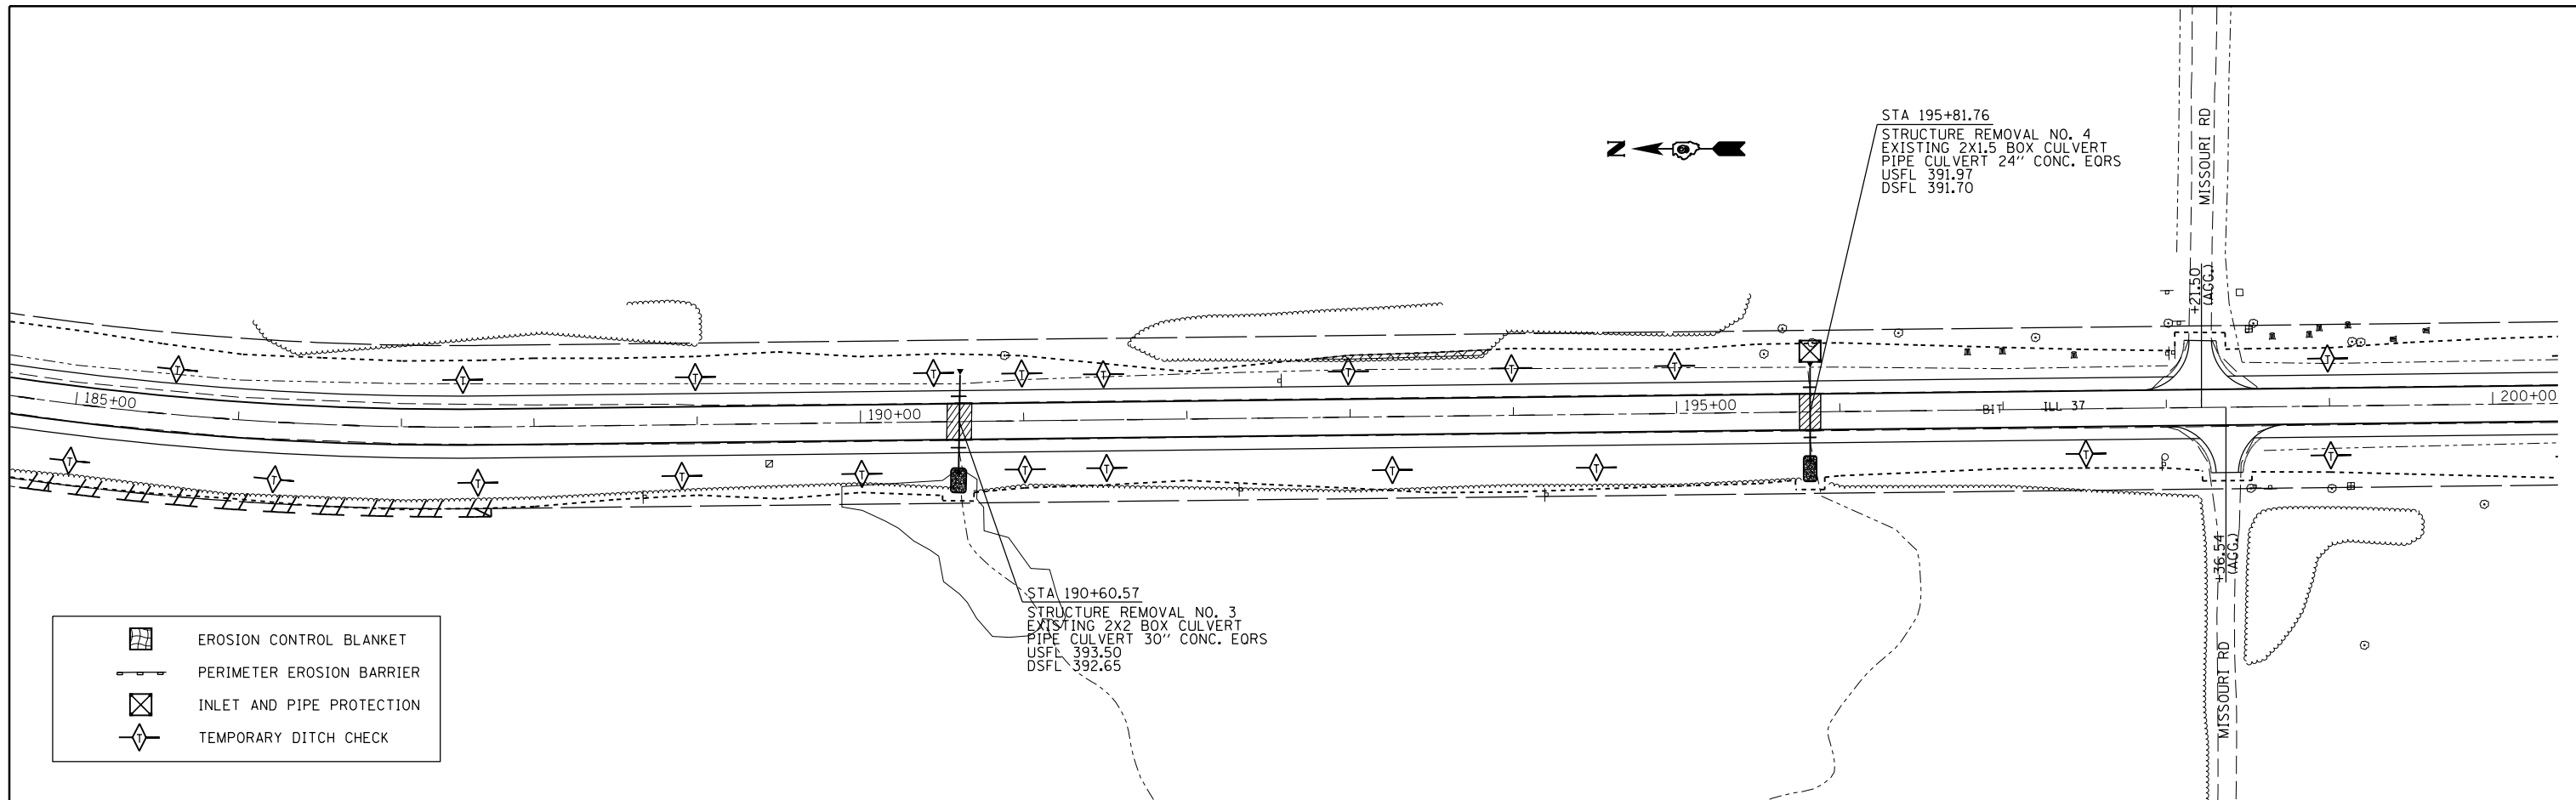 STA 195+81.76
STRUCTURE REMOVAL NO. 4
EXISTING 2X1.5 BOX CULVERT
PIPE CULVERT 24'' CONC. EQRS
USFL 391.97
DSFL 391.70
N
MISSOURI RD
+21.50
(AGG.)
T T T T T T T T T T
185+00
190+00
195+00
BIT
ILL 37
200+00
T T T T T T T T T T T
+36.54
(AGG.)
MISSOURI RD
STA 190+60.57
STRUCTURE REMOVAL NO. 3
EXISTING 2X2 BOX CULVERT
PIPE CULVERT 30'' CONC. EQRS
USFL 393.50
DSFL 392.65
EROSION CONTROL BLANKET
PERIMETER EROSION BARRIER
INLET AND PIPE PROTECTION
T TEMPORARY DITCH CHECK